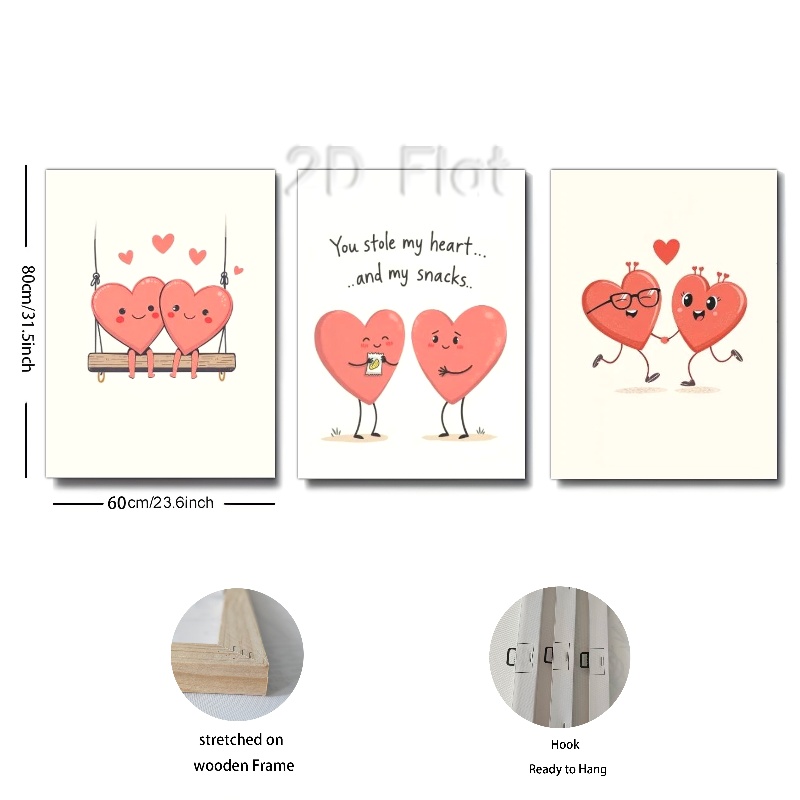 2D Flat
You stole my heart...
..and my snacks..
80cm/31.5inch
60cm/23.6inch
stretched on
wooden Frame
Hook
Ready to Hang